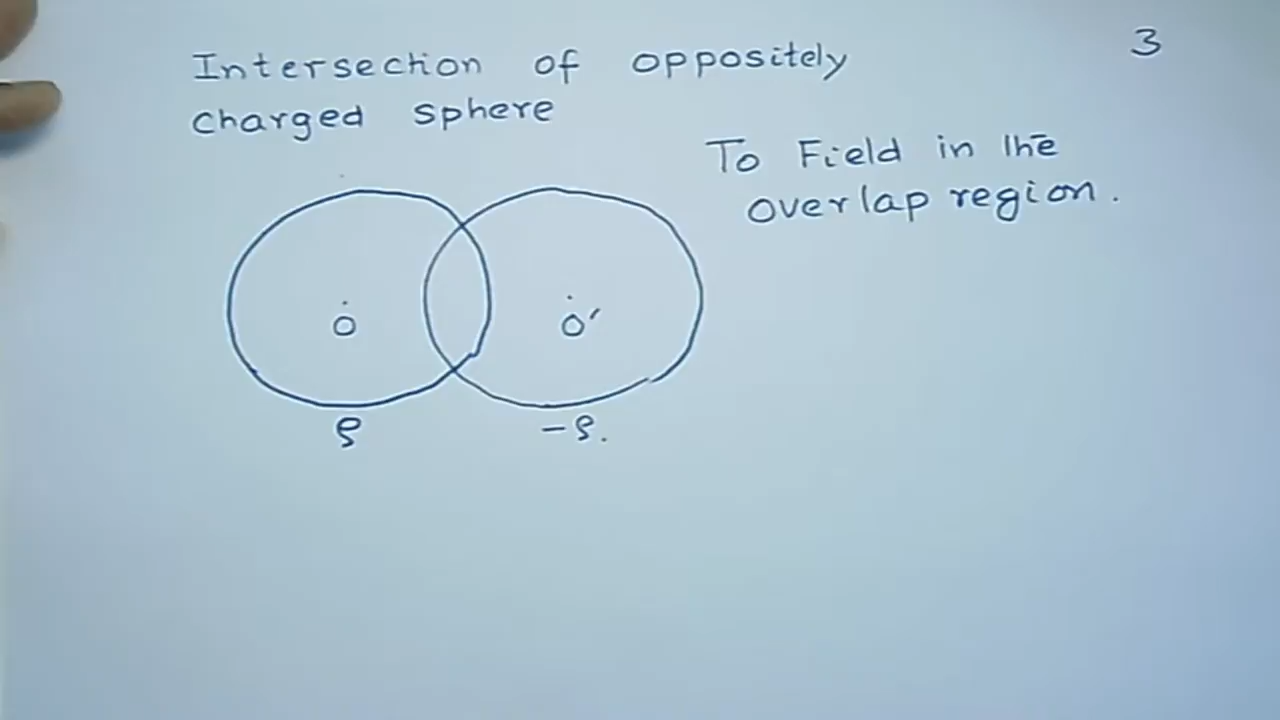 Intersection of oppositely
charged sphere
3
To Field in the
overlap region.
O
O′
ρ
-ρ.